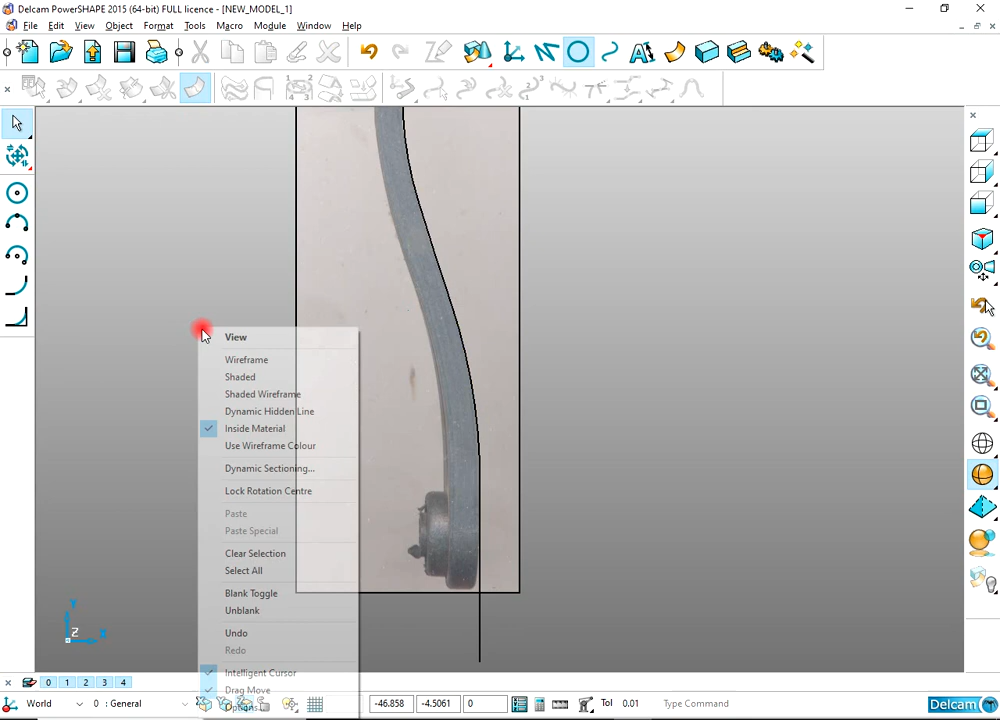 Delcam PowerSHAPE 2015 (64-bit) FULL licence - [NEW_MODEL_1]
File Edit View Object Format Tools Macro Module Window Help
View
Wireframe
Shaded
Shaded Wireframe
Dynamic Hidden Line
Inside Material
Use Wireframe Colour
Dynamic Sectioning...
Lock Rotation Centre
Paste
Paste Special
Clear Selection
Select All
Blank Toggle
Unblank
Undo
Redo
Intelligent Cursor
Drag Move
Options...
Y
Z X
0 1 2 3 4
World 0 : General -46.858 -4.5061 0 Tol 0.01 Type Command Delcam